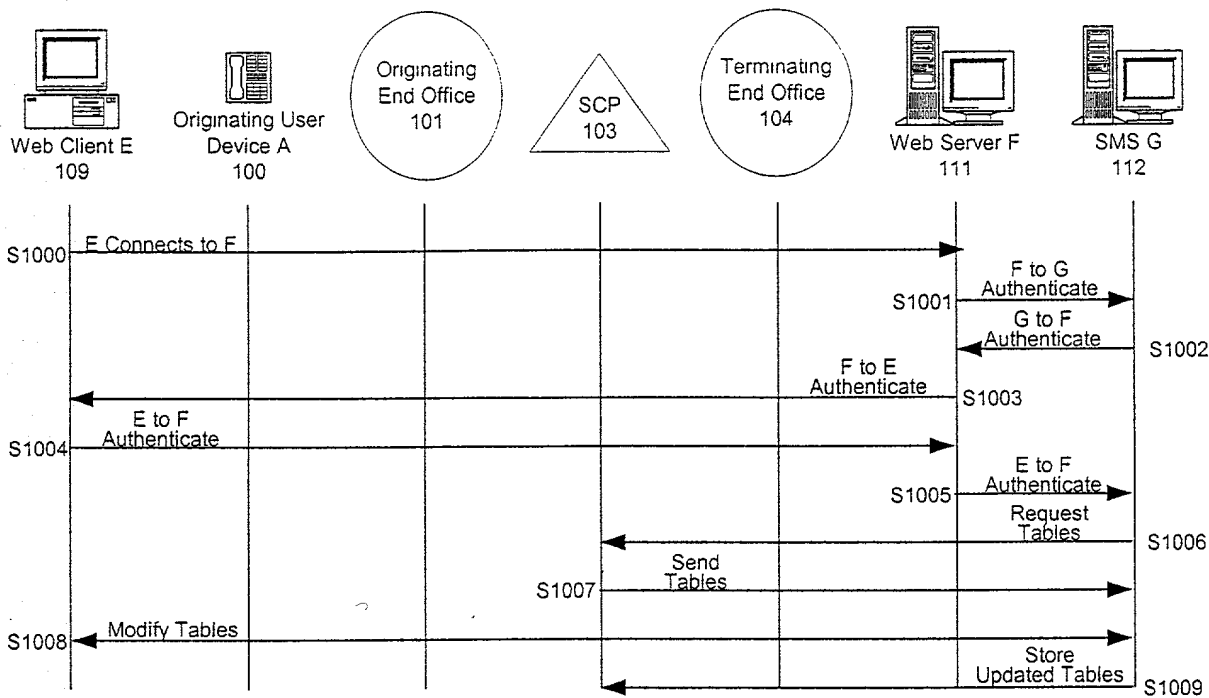 Web Client E
109
Originating User
Device A
100
Originating
End Office
101
SCP
103
Terminating
End Office
104
Web Server F
111
SMS G
112
S1000
E Connects to F
F to G
Authenticate
S1001
G to F
Authenticate
S1002
F to E
Authenticate
S1003
E to F
Authenticate
S1004
E to F
Authenticate
S1005
Request
Tables
S1006
Send
Tables
S1007
Modify Tables
S1008
Store
Updated Tables
S1009